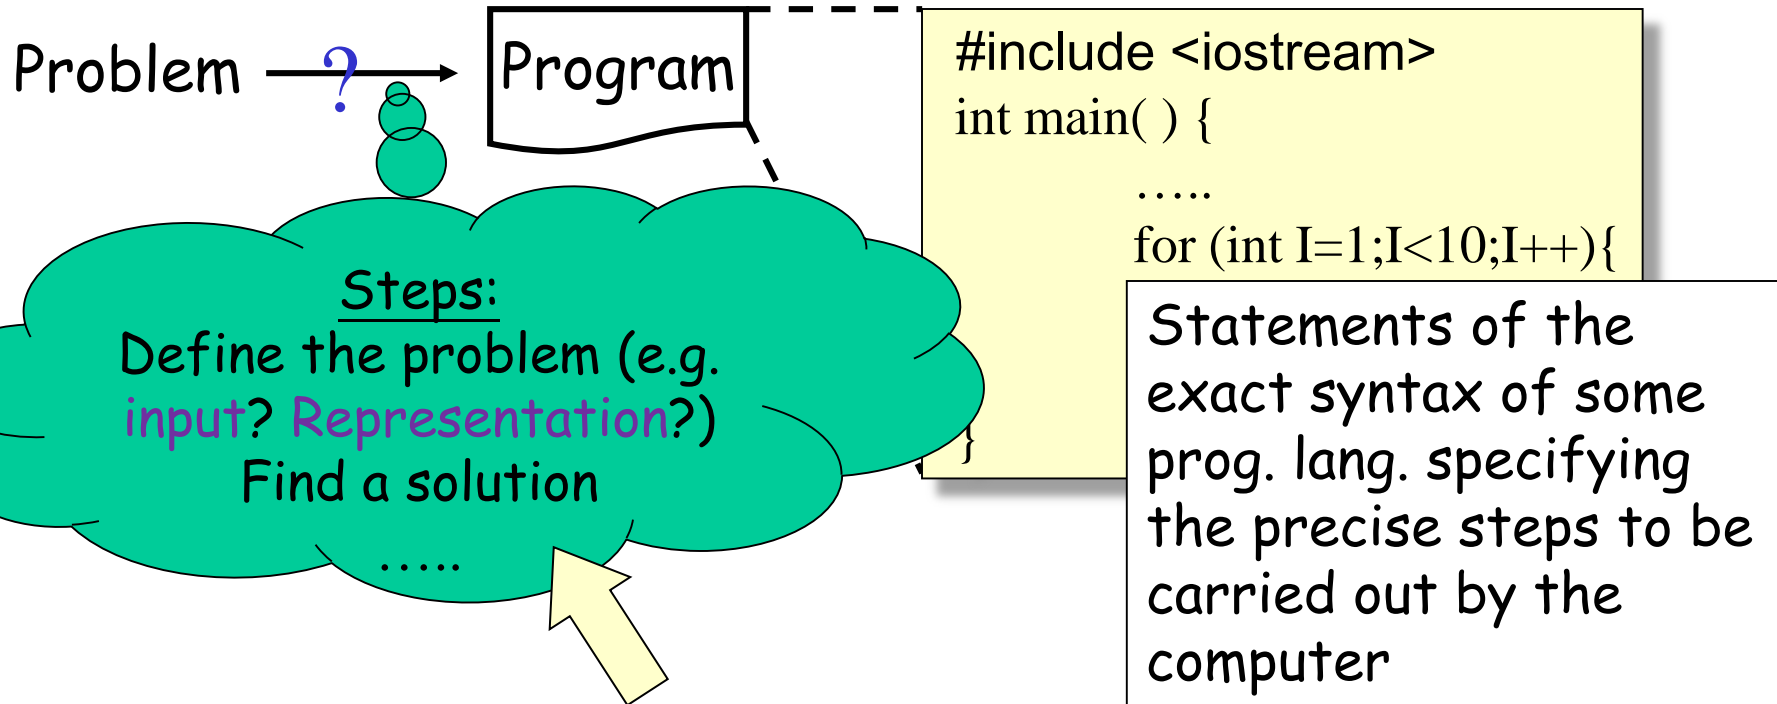 Problem
?
Program
#include <iostream>
int main( ) {
…..
for (int I=1;I<10;I++){
}
Steps:
Define the problem (e.g.
input? Representation?)
Find a solution
…..
Statements of the
exact syntax of some
prog. lang. specifying
the precise steps to be
carried out by the
computer